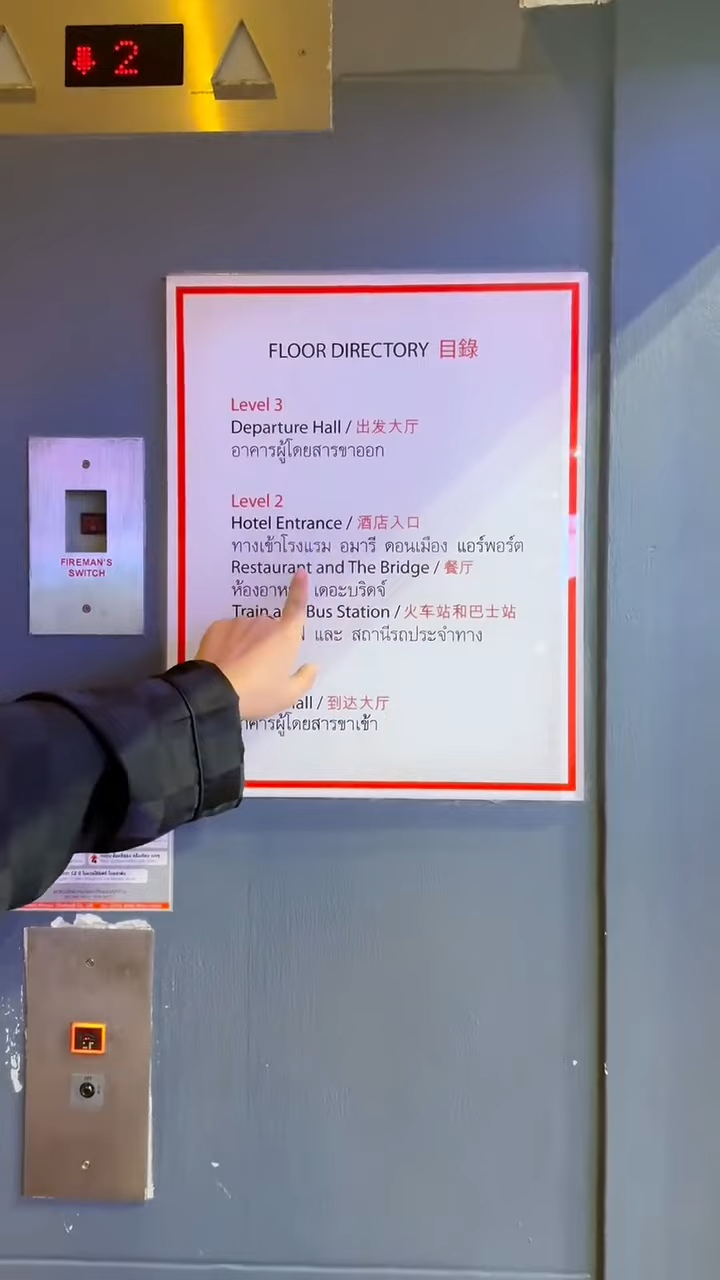 2
FLOOR DIRECTORY 目錄
Level 3
Departure Hall / 出发大厅
อาคารผู้โดยสารขาออก
Level 2
Hotel Entrance / 酒店入口
ทางเข้าโรงแรม อมารี ดอนเมือง แอร์พอร์ต
Restaurant and The Bridge / 餐厅
ห้องอาห เดอะบริดจ์
Train a Bus Station / 火车站和巴士站
และ สถานีรถประจำทาง
Hall / 到达大厅
อาคารผู้โดยสารขาเข้า
FIREMAN'S
SWITCH